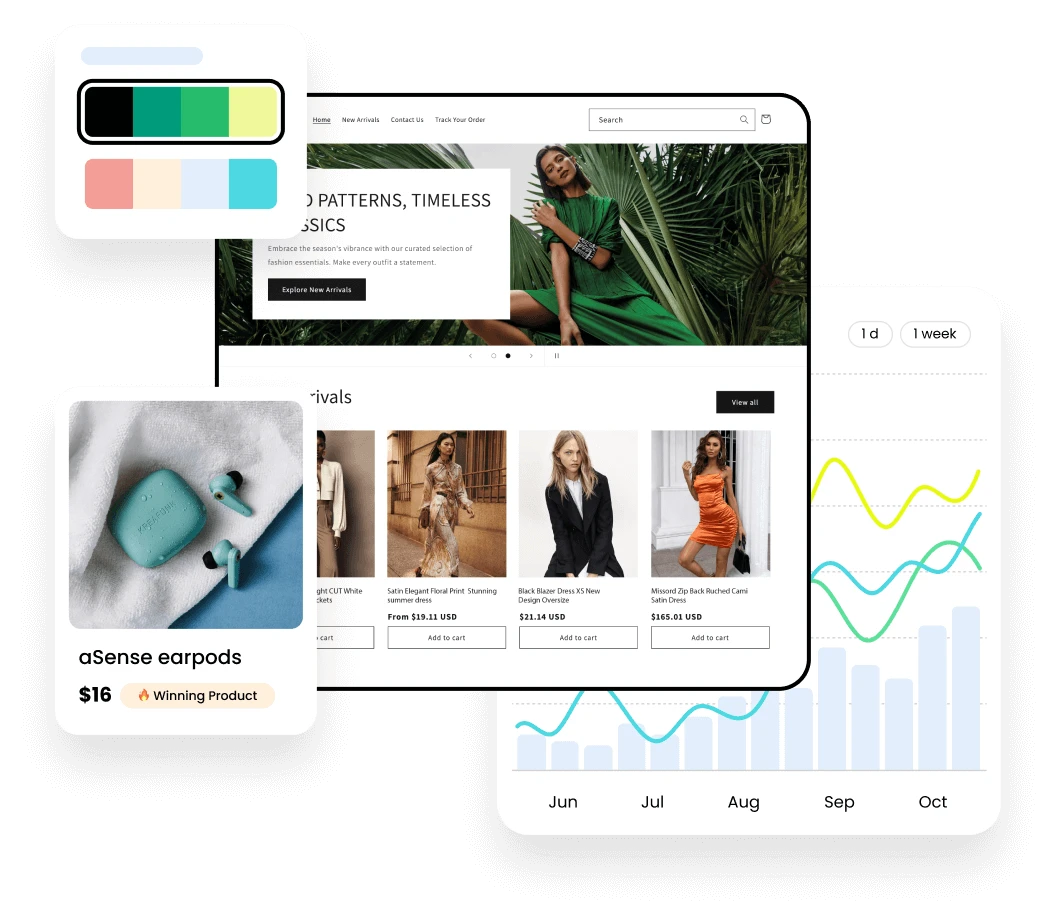 Home New Arrivals Contact Us Track Your Order
Search
PATTERNS, TIMELESS
Embrace the season's vibrance with our curated selection of
fashion essentials. Make every outfit a statement.
Explore New Arrivals
View all
CUT White
Satin Elegant Floral Print Stunning
summer dress
From $19.11 USD
Add to cart
Black Blazer Dress XS New
Design Oversize
$21.14 USD
Add to cart
Missord Zip Back Ruched Cami
Satin Dress
$165.01 USD
Add to cart
cart
KREAFUNK
aSense earpods
$16 🔥 Winning Product
1 d
1 week
Jun Jul Aug Sep Oct